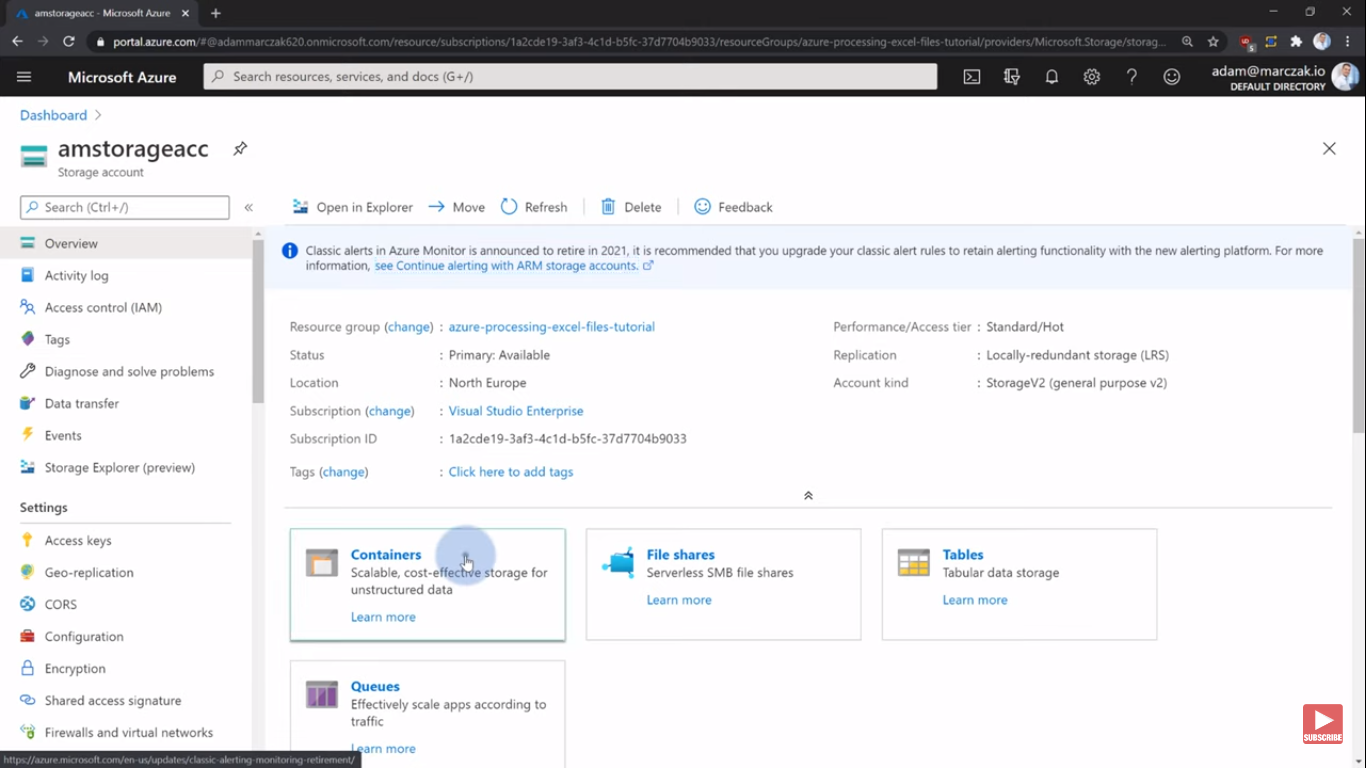 amstorageacc - Microsoft Azure
portal.azure.com/#@adammarczak620.onmicrosoft.com/resource/subscriptions/1a2cde19-3af3-4c1d-b5fc-37d7704b9033/resourceGroups/azure-processing-excel-files-tutorial/providers/Microsoft.Storage/storag...
Microsoft Azure
Search resources, services, and docs (G+/)
adam@marczak.io
DEFAULT DIRECTORY
Dashboard
amstorageacc
Storage account
Search (Ctrl+/)
Overview
Activity log
Access control (IAM)
Tags
Diagnose and solve problems
Data transfer
Events
Storage Explorer (preview)
Settings
Access keys
Geo-replication
CORS
Configuration
Encryption
Shared access signature
Firewalls and virtual networks
Open in Explorer Move Refresh Delete Feedback
Classic alerts in Azure Monitor is announced to retire in 2021, it is recommended that you upgrade your classic alert rules to retain alerting functionality with the new alerting platform. For more
information, see Continue alerting with ARM storage accounts.
Resource group (change) : azure-processing-excel-files-tutorial
Status : Primary: Available
Location : North Europe
Subscription (change) : Visual Studio Enterprise
Subscription ID : 1a2cde19-3af3-4c1d-b5fc-37d7704b9033
Tags (change) : Click here to add tags
Performance/Access tier : Standard/Hot
Replication : Locally-redundant storage (LRS)
Account kind : StorageV2 (general purpose v2)
Containers
Scalable, cost-effective storage for
unstructured data
Learn more
File shares
Serverless SMB file shares
Learn more
Tables
Tabular data storage
Learn more
Queues
Effectively scale apps according to
traffic
Learn more
SUBSCRIBE
https://azure.microsoft.com/en-us/updates/classic-alerting-monitoring-retirement/